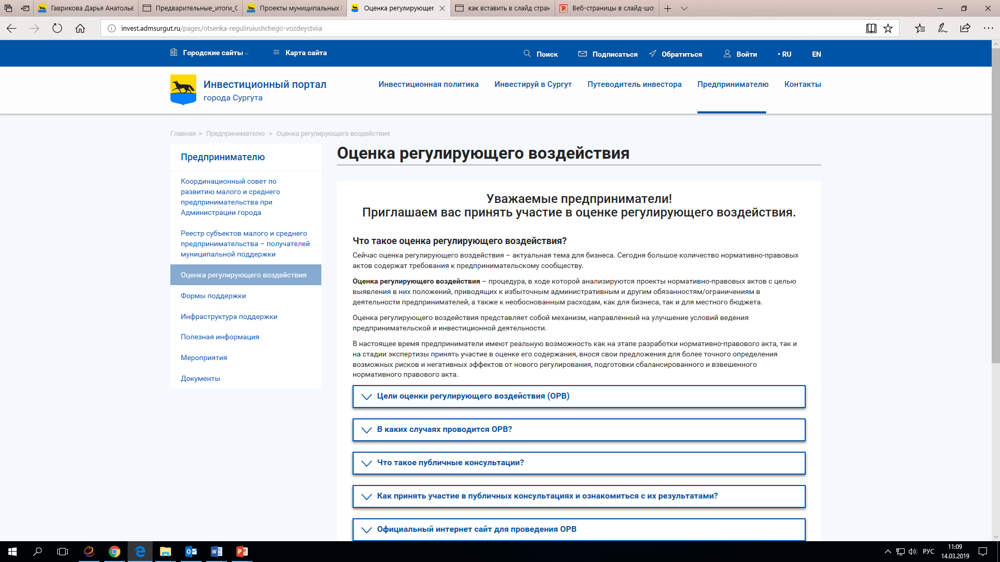 Гаврикова Дарья Анатолье
Предварительные_итоги_С
Проекты муниципальных
Оценка регулирующег
как вставить в слайд стран
Веб-страницы в слайд-шо
invest.admsurgut.ru/pages/otsenka-reguliruiushchego-vozdeystviia
Городские сайты
Карта сайта
Поиск
Подписаться
Обратиться
Войти
• RU
EN
Инвестиционный портал
города Сургута
Инвестиционная политика
Инвестируй в Сургут
Путеводитель инвестора
Предпринимателю
Контакты
Главная > Предпринимателю > Оценка регулирующего воздействия
Предпринимателю
Координационный совет по
развитию малого и среднего
предпринимательства при
Администрации города
Реестр субъектов малого и среднего
предпринимательства – получателей
муниципальной поддержки
Оценка регулирующего воздействия
Формы поддержки
Инфраструктура поддержки
Полезная информация
Мероприятия
Документы
Оценка регулирующего воздействия
Уважаемые предприниматели!
Приглашаем вас принять участие в оценке регулирующего воздействия.
Что такое оценка регулирующего воздействия?
Сейчас оценка регулирующего воздействия – актуальная тема для бизнеса. Сегодня большое количество нормативно-правовых
актов содержат требования к предпринимательскому сообществу.
Оценка регулирующего воздействия – процедура, в ходе которой анализируются проекты нормативно-правовых актов с целью
выявления в них положений, приводящих к избыточным административным и другим обязанностям/ограничениям в
деятельности предпринимателей, а также к необоснованным расходам, как для бизнеса, так и для местного бюджета.
Оценка регулирующего воздействия представляет собой механизм, направленный на улучшение условий ведения
предпринимательской и инвестиционной деятельности.
В настоящее время предприниматели имеют реальную возможность как на этапе разработки нормативно-правового акта, так и
на стадии экспертизы принять участие в оценке его содержания, внося свои предложения для более точного определения
возможных рисков и негативных эффектов от нового регулирования, подготовки сбалансированного и взвешенного
нормативного правового акта.
Цели оценки регулирующего воздействия (ОРВ)
В каких случаях проводится ОРВ?
Что такое публичные консультации?
Как принять участие в публичных консультациях и ознакомиться с их результатами?
Официальный интернет сайт для проведения ОРВ
РУС
11:09
14.03.2019